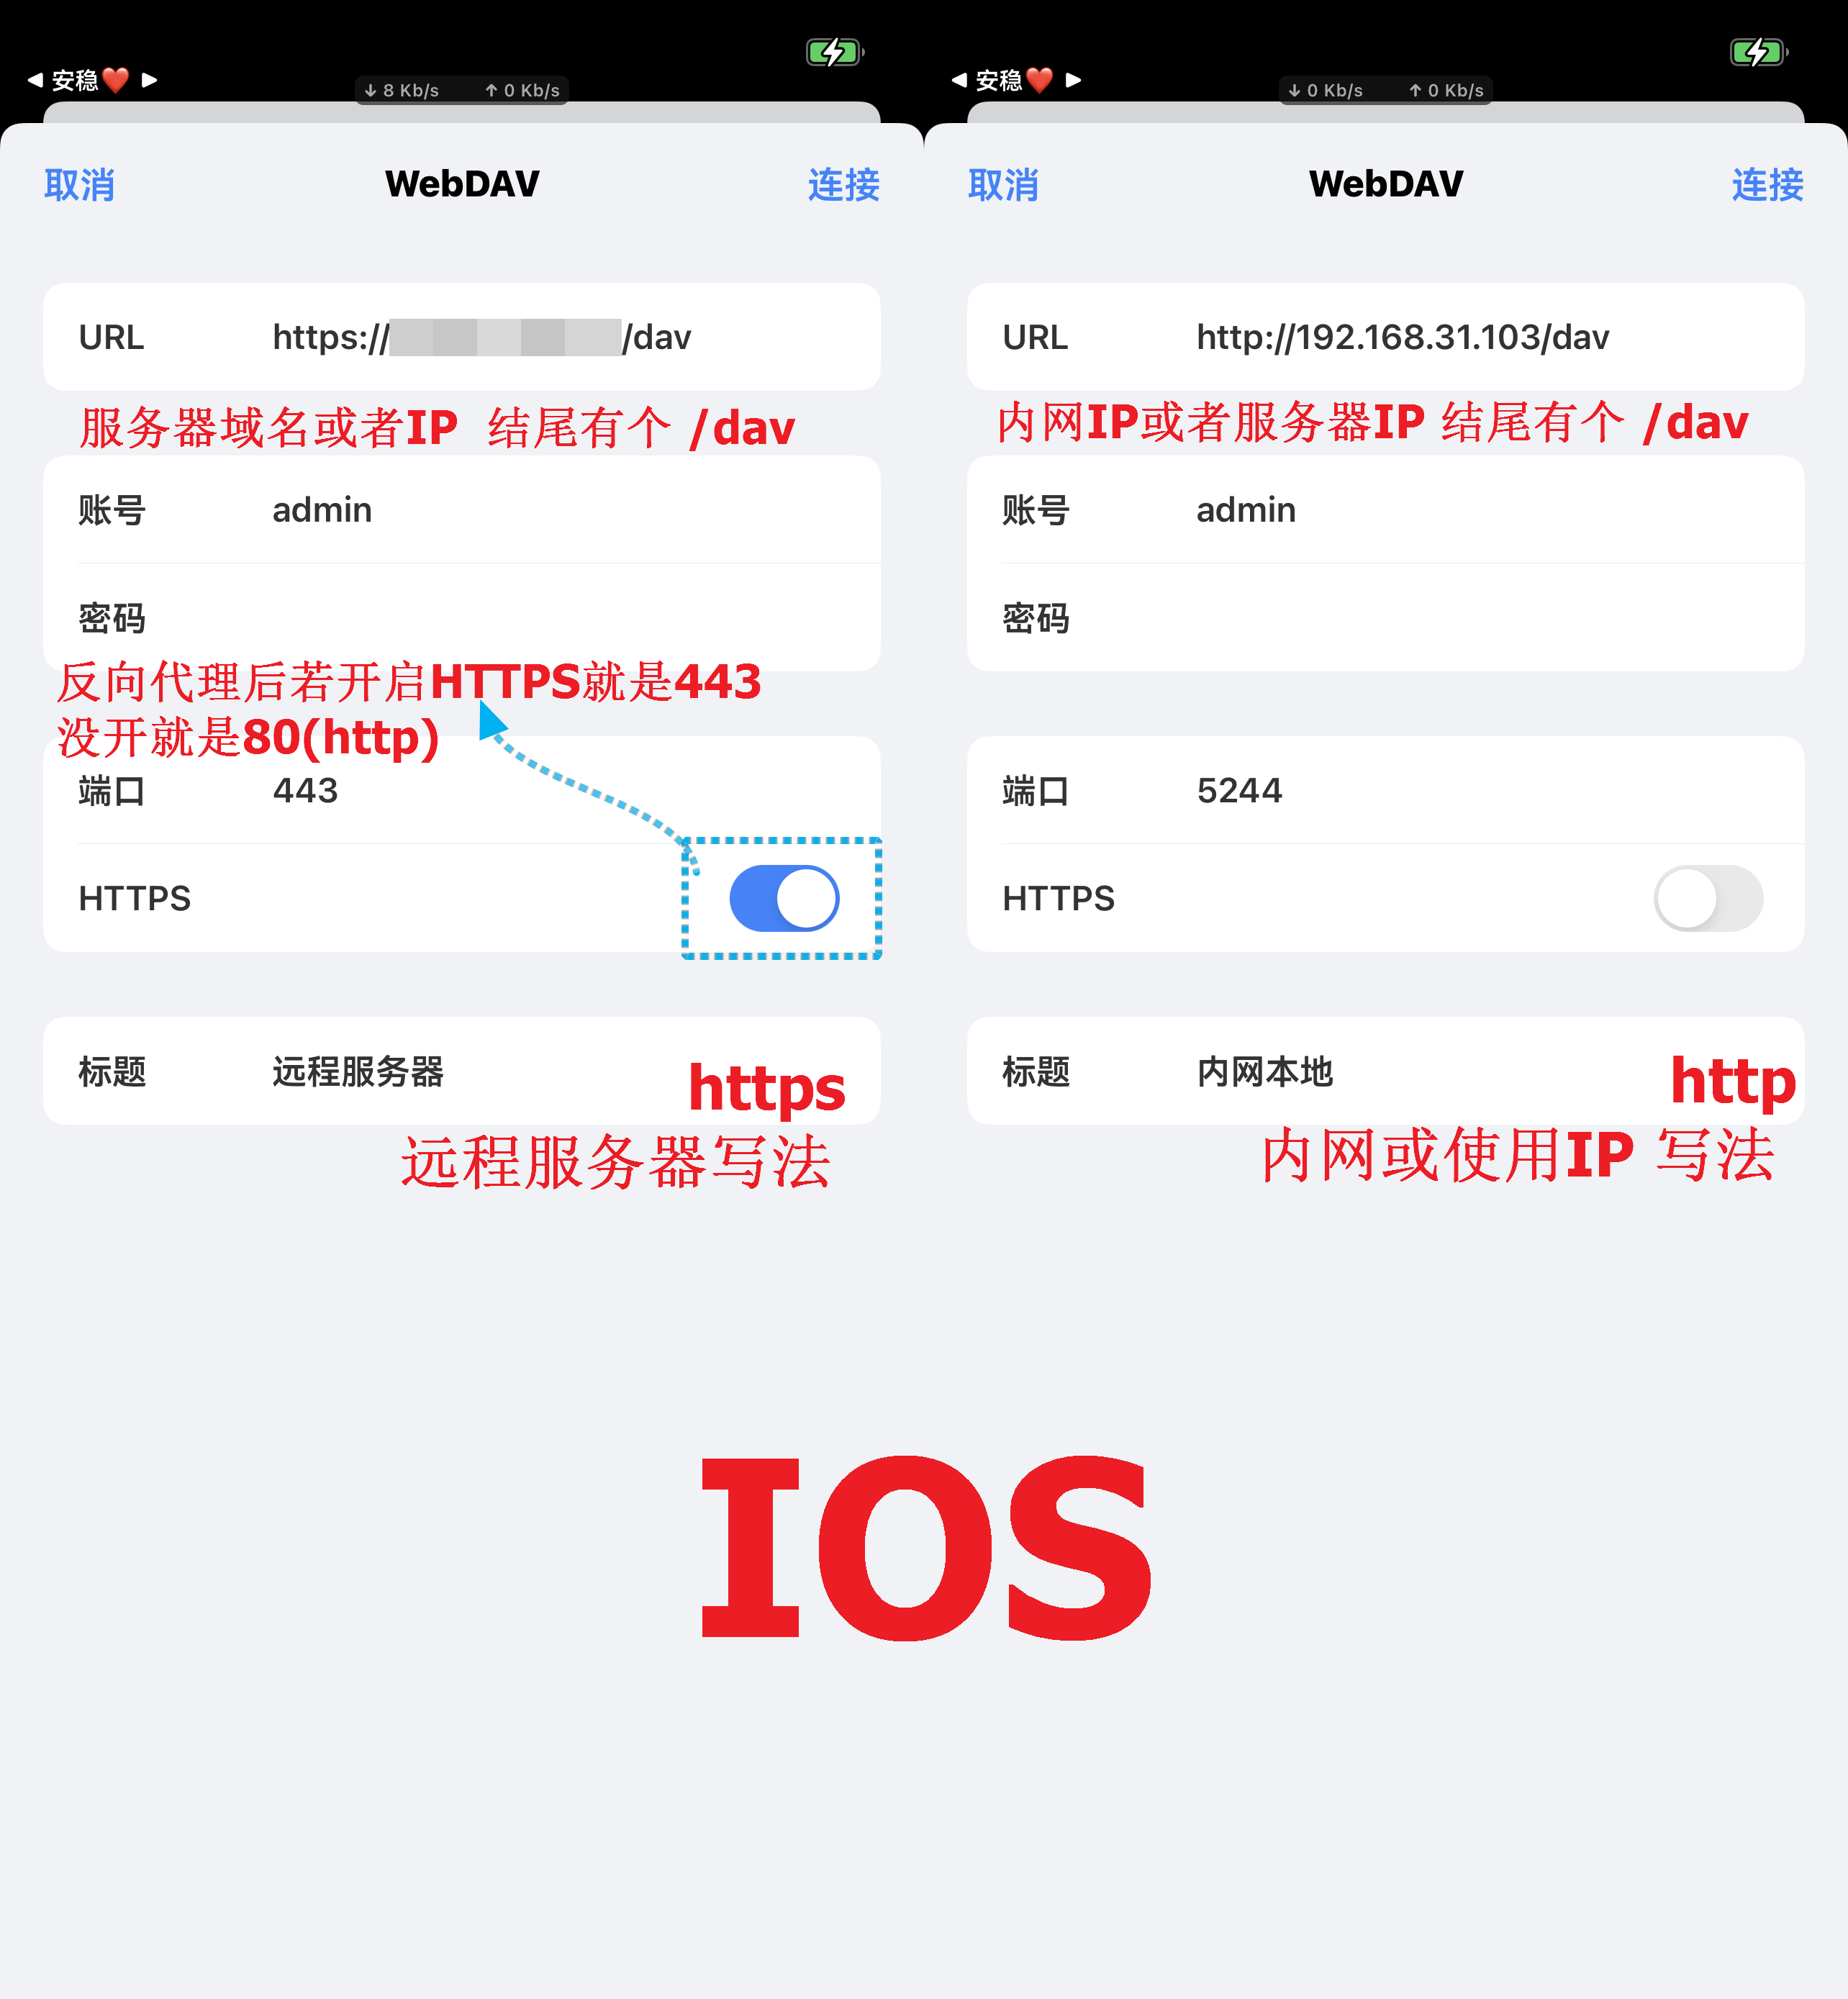 安稳❤️
↓ 8 Kb/s ↑ 0 Kb/s
取消 WebDAV 连接
URL https:// /dav
服务器域名或者IP 结尾有个 /dav
账号 admin
密码
反向代理后若开启HTTPS就是443
没开就是80(http)
端口 443
HTTPS
标题 远程服务器
https
远程服务器写法
安稳❤️
↓ 0 Kb/s ↑ 0 Kb/s
取消 WebDAV 连接
URL http://192.168.31.103/dav
内网IP或者服务器IP 结尾有个 /dav
账号 admin
密码
端口 5244
HTTPS
标题 内网本地
http
内网或使用IP 写法
IOS